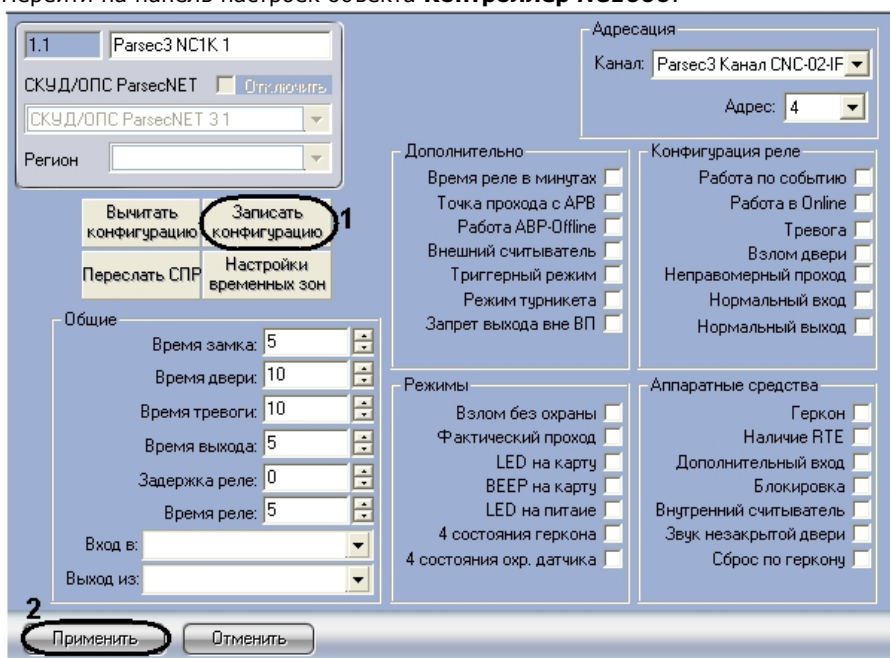 Перейти на панель настроек объекта Контроллер NC1000.
1.1 Parsec3 NC1K 1
СКУД/ОПС ParsecNET Отключить
СКУД/ОПС ParsecNET 3 1
Регион
Адресация
Канал: Parsec3 Канал CNC-02-IF
Адрес: 4
Вычитать конфигурацию
Записать конфигурацию
1
Переслать СПР
Настройки временных зон
Общие
Время замка: 5
Время двери: 10
Время тревоги: 10
Время выхода: 5
Задержка реле: 0
Время реле: 5
Вход в:
Выход из:
Дополнительно
Время реле в минутах
Точка прохода с АРВ
Работа АВР-Offline
Внешний считыватель
Триггерный режим
Режим турникета
Запрет выхода вне ВП
Конфигурация реле
Работа по событию
Работа в Online
Тревога
Взлом двери
Неправомерный проход
Нормальный вход
Нормальный выход
Режимы
Взлом без охраны
Фактический проход
LED на карту
BEEP на карту
LED на питаие
4 состояния геркона
4 состояния охр. датчика
Аппаратные средства
Геркон
Наличие RTE
Дополнительный вход
Блокировка
Внутренний считыватель
Звук незакрытой двери
Сброс по геркону
2
Применить
Отменить